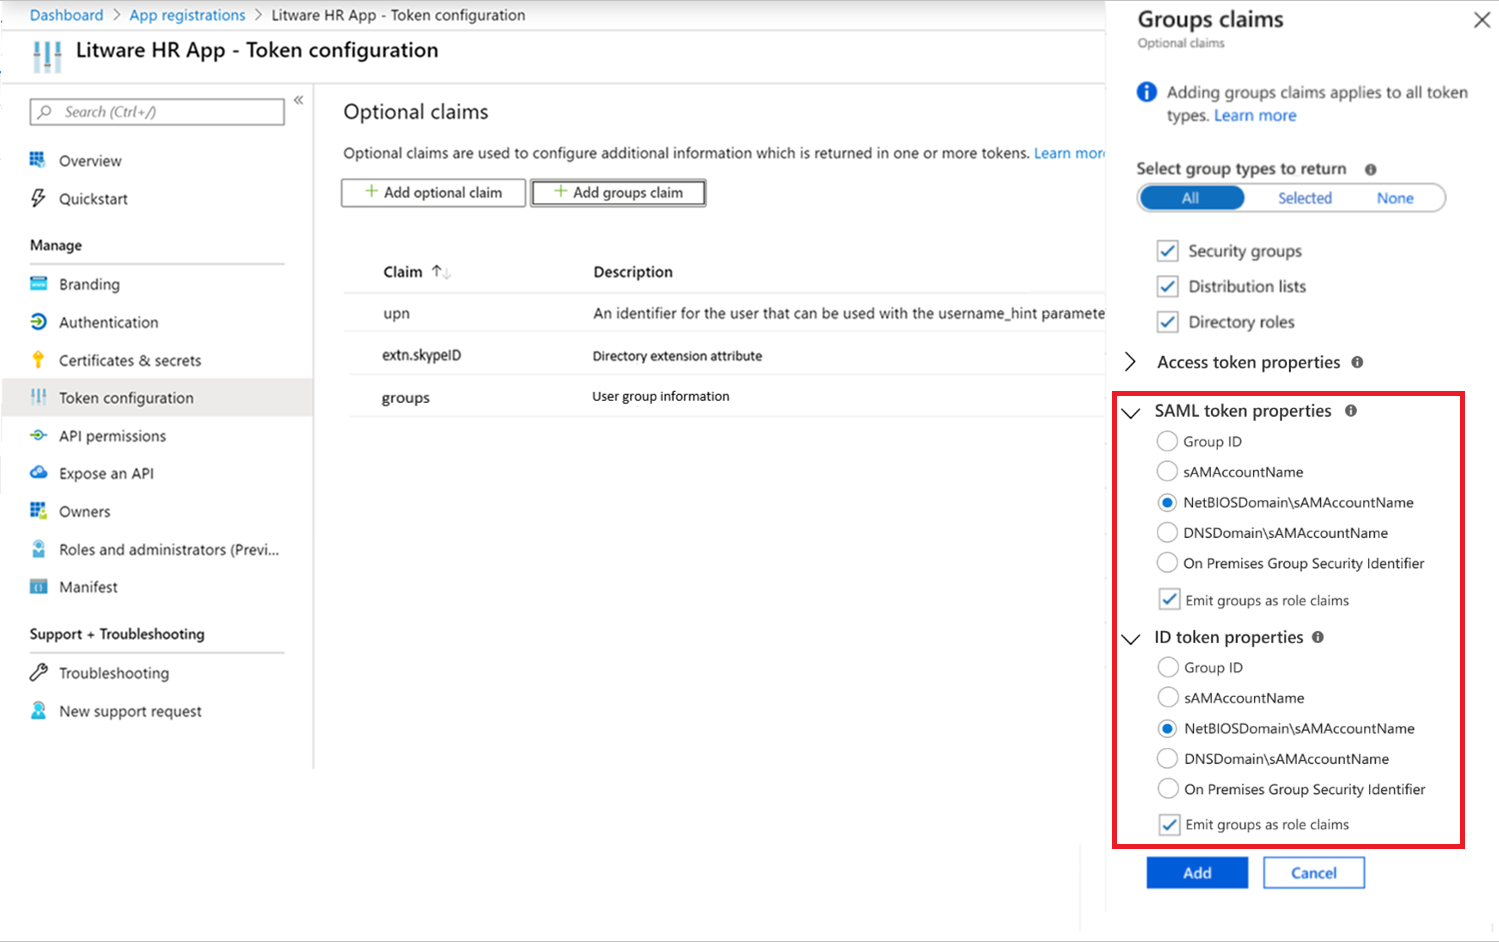 Dashboard > App registrations > Litware HR App - Token configuration
Litware HR App - Token configuration
Search (Ctrl+/)
«
Overview
Quickstart
Manage
Branding
Authentication
Certificates & secrets
Token configuration
API permissions
Expose an API
Owners
Roles and administrators (Previ...
Manifest
Support + Troubleshooting
Troubleshooting
New support request
Optional claims
Optional claims are used to configure additional information which is returned in one or more tokens. Learn more
+ Add optional claim
+ Add groups claim
Claim ↑↓ Description
upn An identifier for the user that can be used with the username_hint paramete
extn.skypeID Directory extension attribute
groups User group information
Groups claims
Optional claims
Adding groups claims applies to all token
types. Learn more
Select group types to return
All Selected None
Security groups
Distribution lists
Directory roles
Access token properties
SAML token properties
Group ID
sAMAccountName
NetBIOSDomain\sAMAccountName
DNSDomain\sAMAccountName
On Premises Group Security Identifier
Emit groups as role claims
ID token properties
Group ID
sAMAccountName
NetBIOSDomain\sAMAccountName
DNSDomain\sAMAccountName
On Premises Group Security Identifier
Emit groups as role claims
Add Cancel